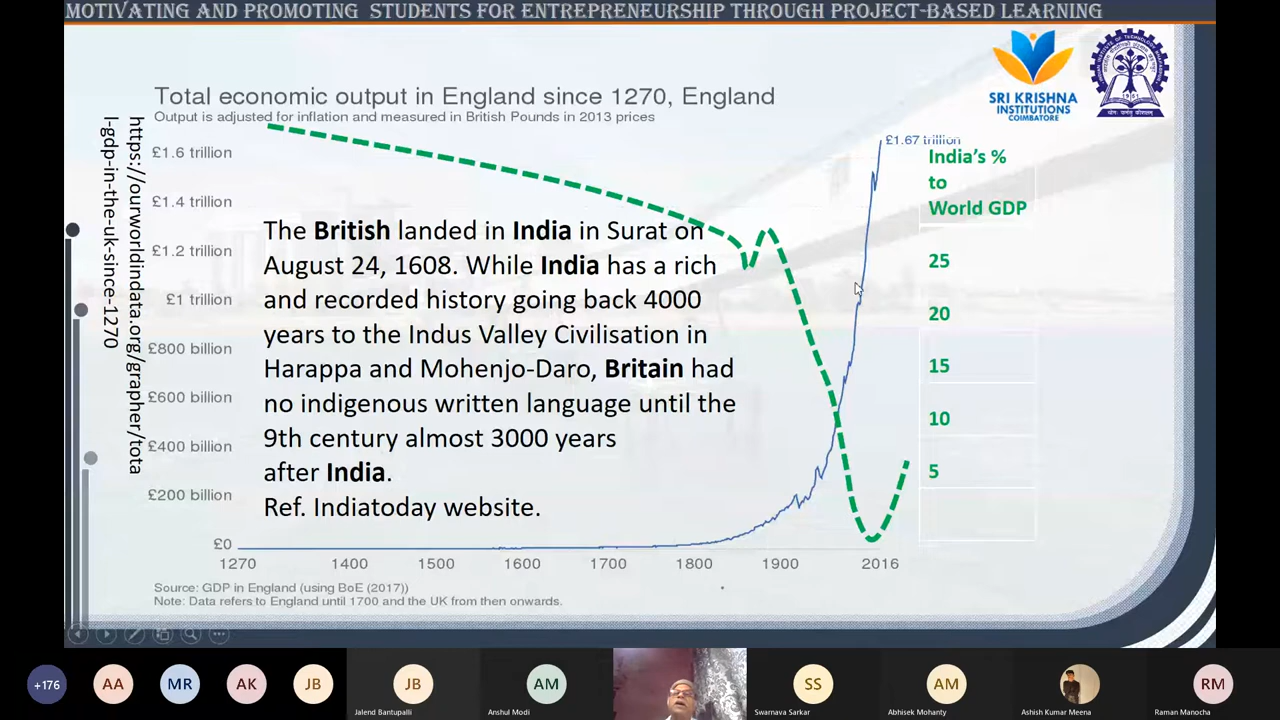 MOTIVATING AND PROMOTING STUDENTS FOR ENTREPRENEURSHIP THROUGH PROJECT-BASED LEARNING
SRI KRISHNA
INSTITUTIONS
COIMBATORE
1951
Total economic output in England since 1270, England
Output is adjusted for inflation and measured in British Pounds in 2013 prices
https://ourworldindata.org/grapher/tota
l-gdp-in-the-uk-since-1270
£1.67 trillion
£1.6 trillion
£1.4 trillion
£1.2 trillion
£1 trillion
£800 billion
£600 billion
£400 billion
£200 billion
£0
The British landed in India in Surat on
August 24, 1608. While India has a rich
and recorded history going back 4000
years to the Indus Valley Civilisation in
Harappa and Mohenjo-Daro, Britain had
no indigenous written language until the
9th century almost 3000 years
after India.
Ref. Indiatoday website.
India's %
to
World GDP
25
20
15
10
5
1270 1400 1500 1600 1700 1800 1900 2016
Source: GDP in England (using BoE (2017))
Note: Data refers to England until 1700 and the UK from then onwards.
+176 AA MR AK JB JB AM SS AM RM
Jalend Bantupalli Anshul Modi Swarnava Sarkar Abhisek Mohanty Ashish Kumar Meena Raman Manocha